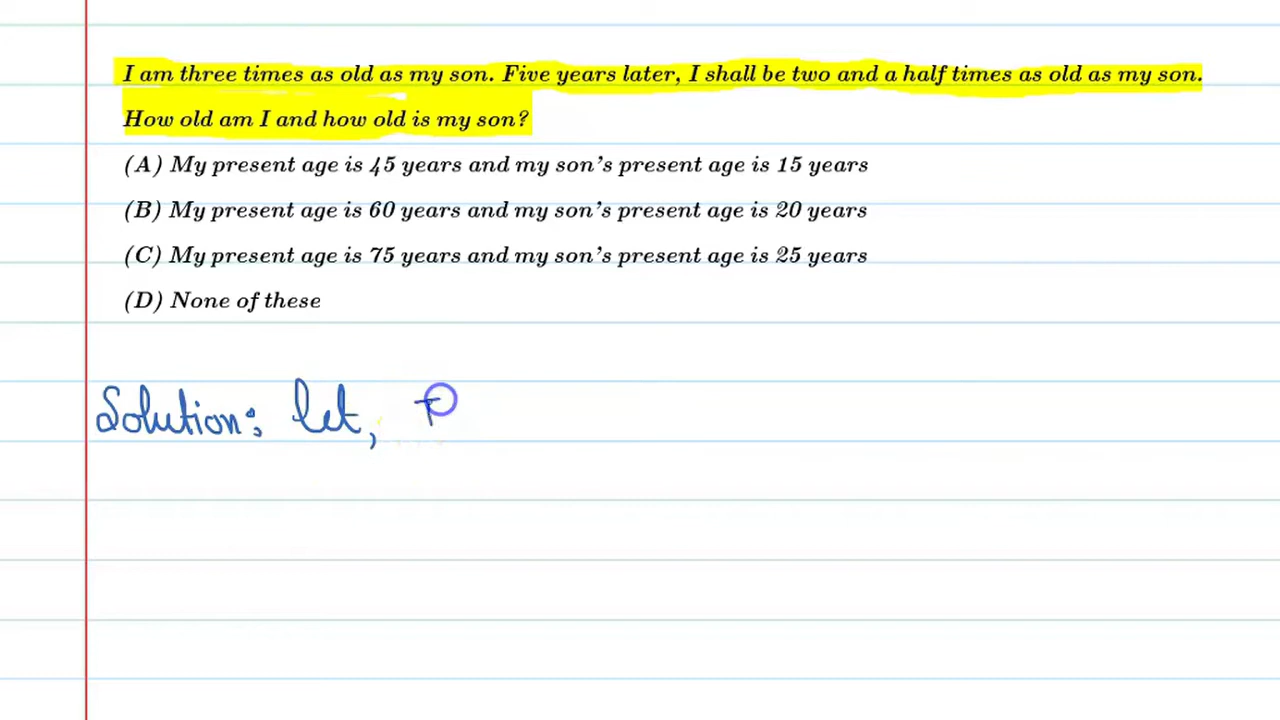 I am three times as old as my son. Five years later, I shall be two and a half times as old as my son.
How old am I and how old is my son?
(A) My present age is 45 years and my son's present age is 15 years
(B) My present age is 60 years and my son's present age is 20 years
(C) My present age is 75 years and my son's present age is 25 years
(D) None of these
Solution: let,